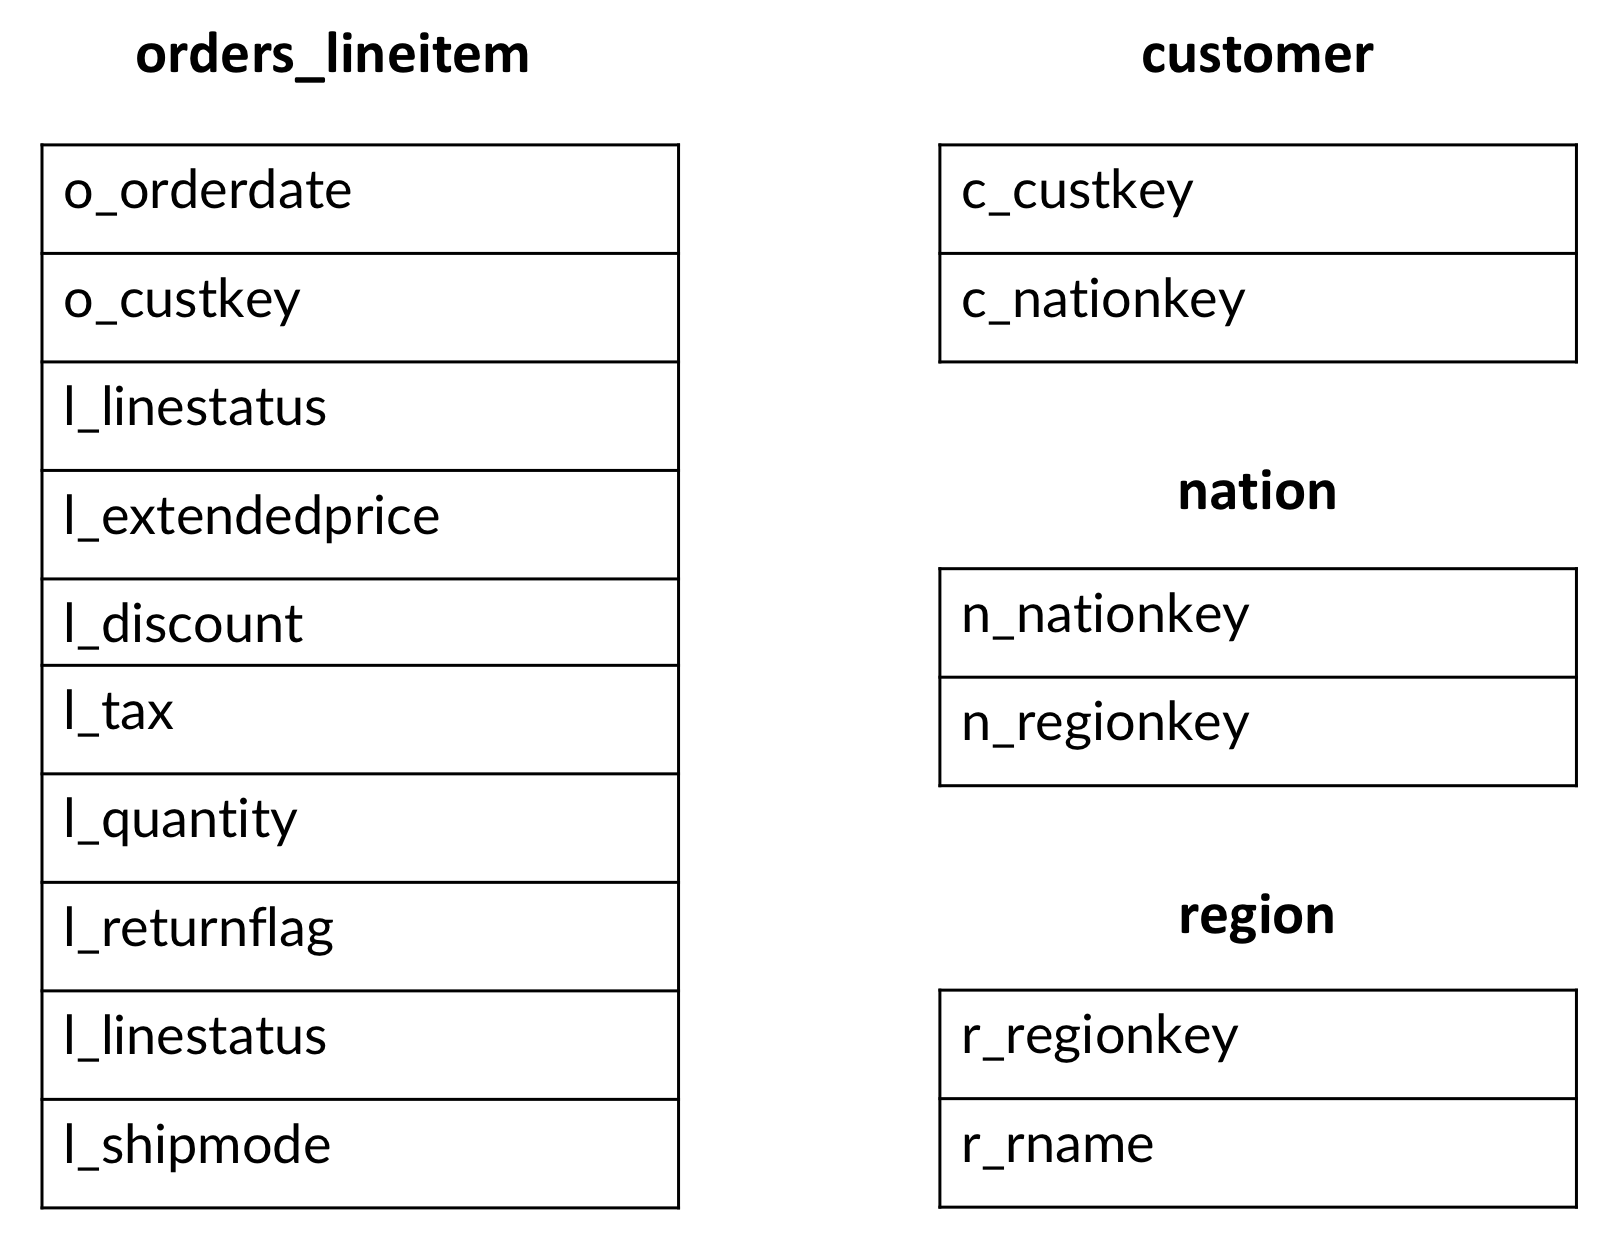 orders_lineitem
o_orderdate
o_custkey
l_linestatus
l_extendedprice
l_discount
l_tax
l_quantity
l_returnflag
l_linestatus
l_shipmode
customer
c_custkey
c_nationkey
nation
n_nationkey
n_regionkey
region
r_regionkey
r_rname